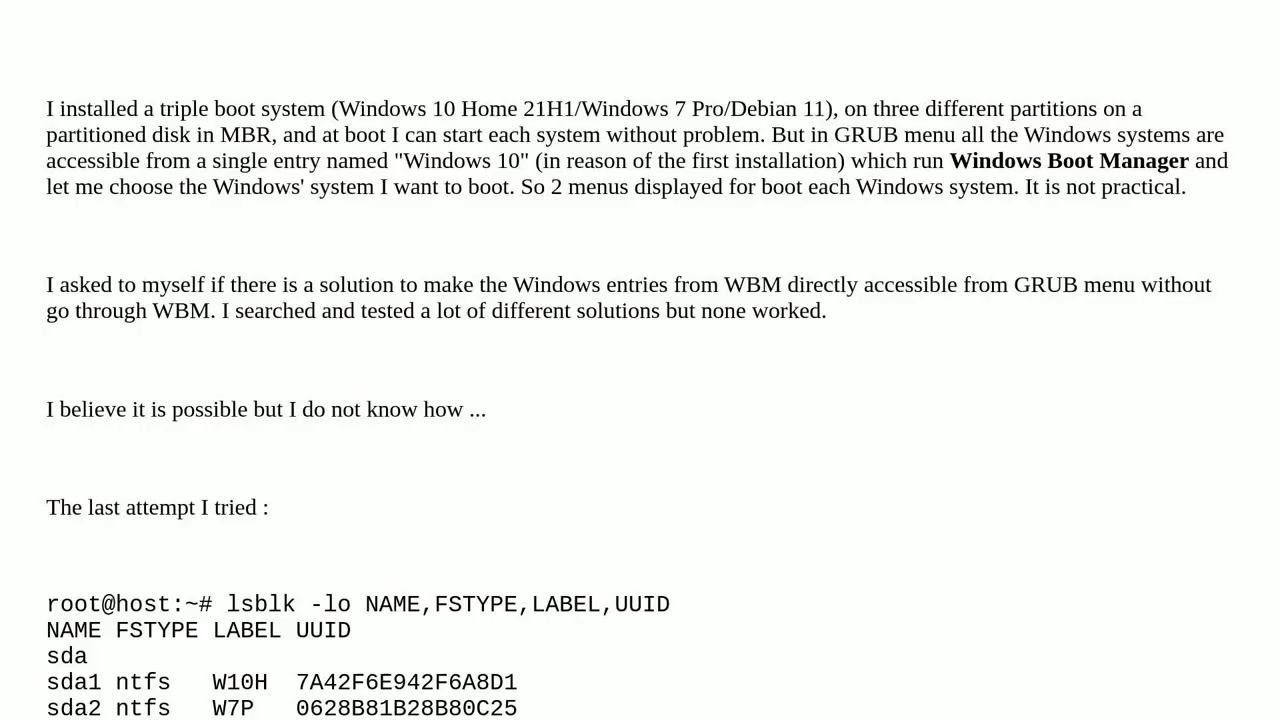 I installed a triple boot system (Windows 10 Home 21H1/Windows 7 Pro/Debian 11), on three different partitions on a
partitioned disk in MBR, and at boot I can start each system without problem. But in GRUB menu all the Windows systems are
accessible from a single entry named "Windows 10" (in reason of the first installation) which run Windows Boot Manager and
let me choose the Windows' system I want to boot. So 2 menus displayed for boot each Windows system. It is not practical.
I asked to myself if there is a solution to make the Windows entries from WBM directly accessible from GRUB menu without
go through WBM. I searched and tested a lot of different solutions but none worked.
I believe it is possible but I do not know how ...
The last attempt I tried :
root@host:~# lsblk -lo NAME,FSTYPE,LABEL,UUID
NAME FSTYPE LABEL UUID
sda
sda1 ntfs   W10H  7A42F6E942F6A8D1
sda2 ntfs   W7P   0628B81B28B80C25